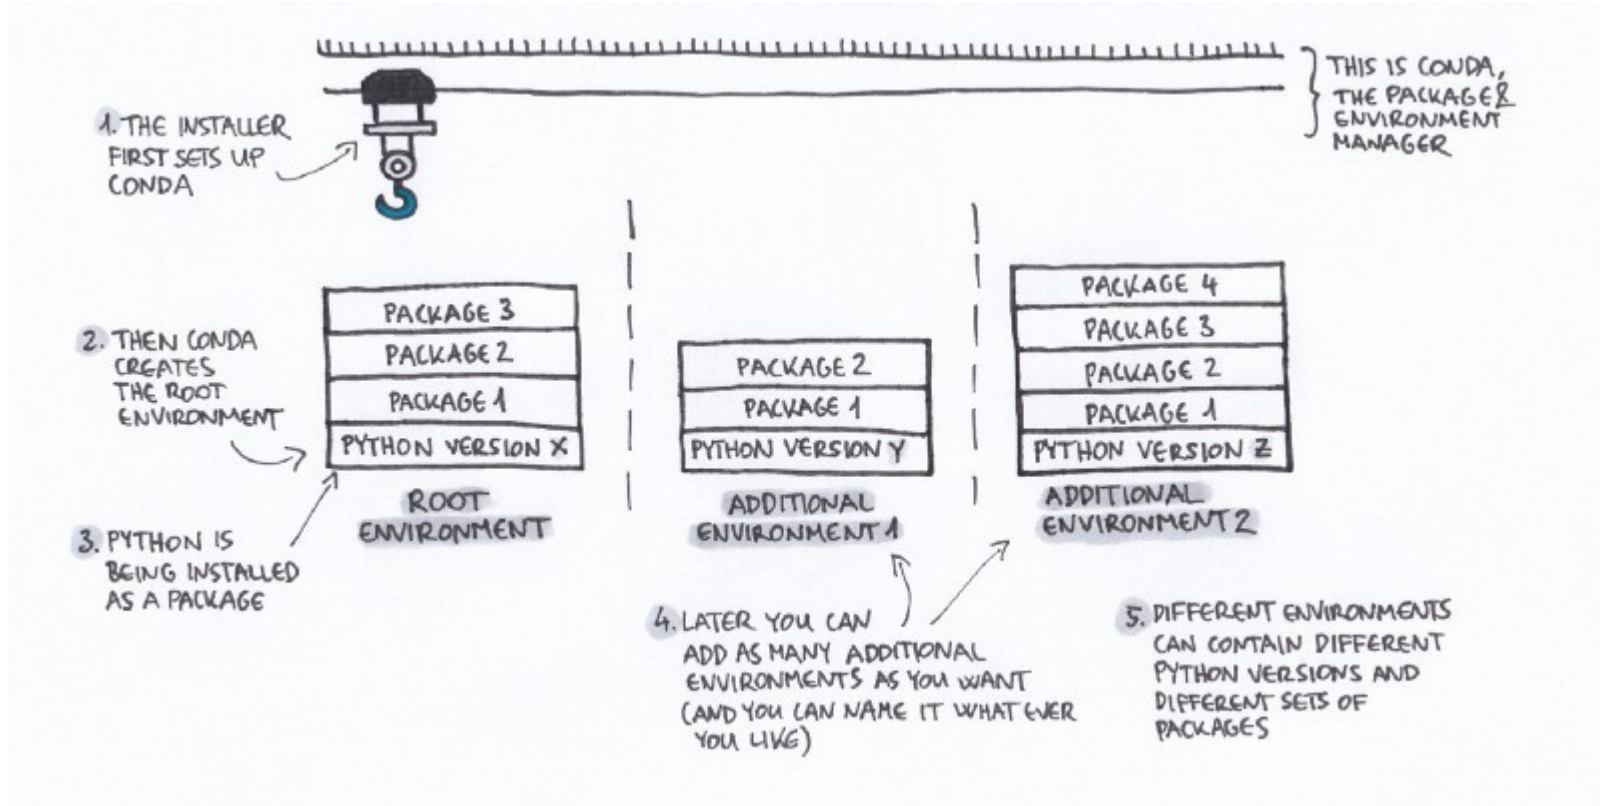 THIS IS CONDA,
THE PACKAGE &
ENVIRONMENT
MANAGER
1. THE INSTALLER
FIRST SETS UP
CONDA
2. THEN CONDA
CREATES
THE ROOT
ENVIRONMENT
3. PYTHON IS
BEING INSTALLED
AS A PACKAGE
PACKAGE 3
PACKAGE 2
PACKAGE 1
PYTHON VERSION X
ROOT
ENVIRONMENT
PACKAGE 2
PACKAGE 1
PYTHON VERSION Y
ADDITIONAL
ENVIRONMENT 1
PACKAGE 4
PACKAGE 3
PACKAGE 2
PACKAGE 1
PYTHON VERSION Z
ADDITIONAL
ENVIRONMENT 2
4. LATER YOU CAN
ADD AS MANY ADDITIONAL
ENVIRONMENTS AS YOU WANT
(AND YOU CAN NAME IT WHAT EVER
YOU LIKE)
5. DIFFERENT ENVIRONMENTS
CAN CONTAIN DIFFERENT
PYTHON VERSIONS AND
DIFFERENT SETS OF
PACKAGES